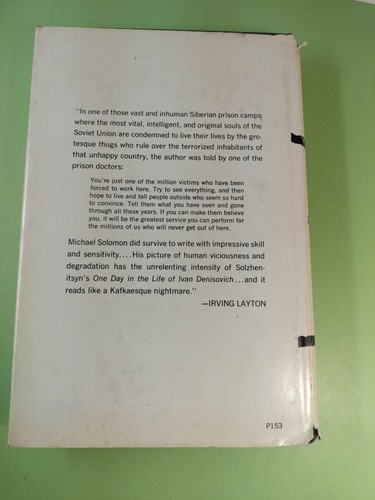 "In one of those vast and inhuman Siberian prison camps
where the most vital, intelligent, and original souls of the
Soviet Union are condemned to live their lives by the gro-
tesque thugs who rule over the terrorized inhabitants of
that unhappy country, the author was told by one of the
prison doctors:
You're just one of the million victims who have been
forced to work here. Try to see everything, and then
hope to live and tell people outside who seem so hard
to convince. Tell them what you have seen and gone
through all these years. If you can make them believe
you, it will be the greatest service you can perform for
the millions of us who will never get out of here.
Michael Solomon did survive to write with impressive skill
and sensitivity....His picture of human viciousness and
degradation has the unrelenting intensity of Solzhen-
itsyn's One Day in the Life of Ivan Denisovich...and it
reads like a Kafkaesque nightmare."
—IRVING LAYTON
P153